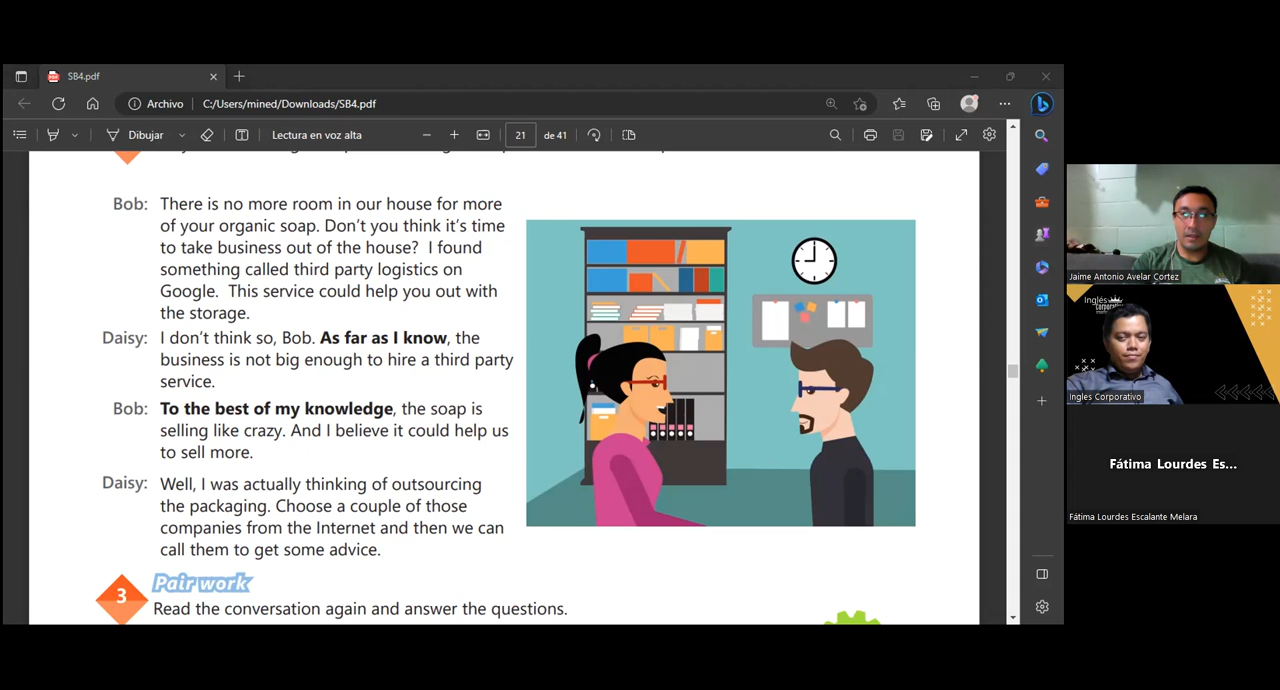 SB4.pdf
Archivo C:/Users/mined/Downloads/SB4.pdf
Dibujar Lectura en voz alta 21 de 41
Bob: There is no more room in our house for more
of your organic soap. Don't you think it's time
to take business out of the house? I found
something called third party logistics on
Google. This service could help you out with
the storage.
Daisy: I don't think so, Bob. As far as I know, the
business is not big enough to hire a third party
service.
Bob: To the best of my knowledge, the soap is
selling like crazy. And I believe it could help us
to sell more.
Daisy: Well, I was actually thinking of outsourcing
the packaging. Choose a couple of those
companies from the Internet and then we can
call them to get some advice.
3 Pair work
Read the conversation again and answer the questions.
Jaime Antonio Avelar Cortez
Inglés
Corporativo
Ingles Corporativo
Fátima Lourdes Es...
Fátima Lourdes Escalante Melara